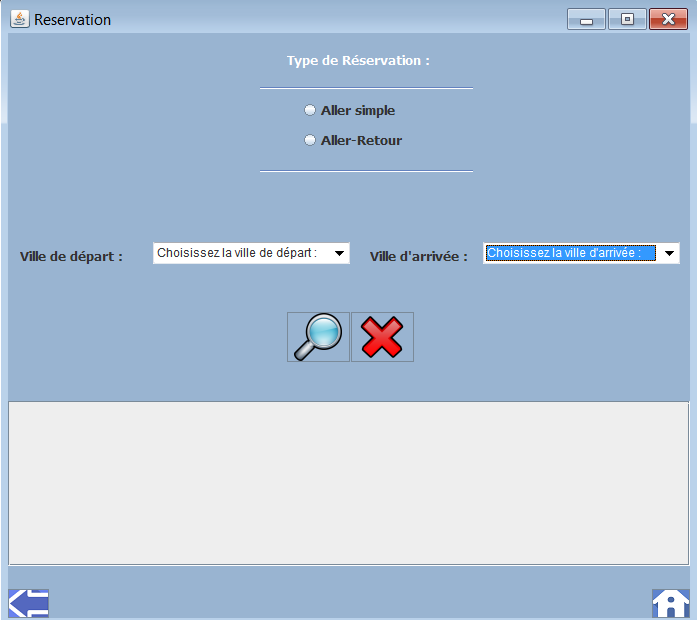 Reservation
Type de Réservation :
Aller simple
Aller-Retour
Ville de départ :
Choisissez la ville de départ :
Ville d'arrivée :
Choisissez la ville d'arrivée :